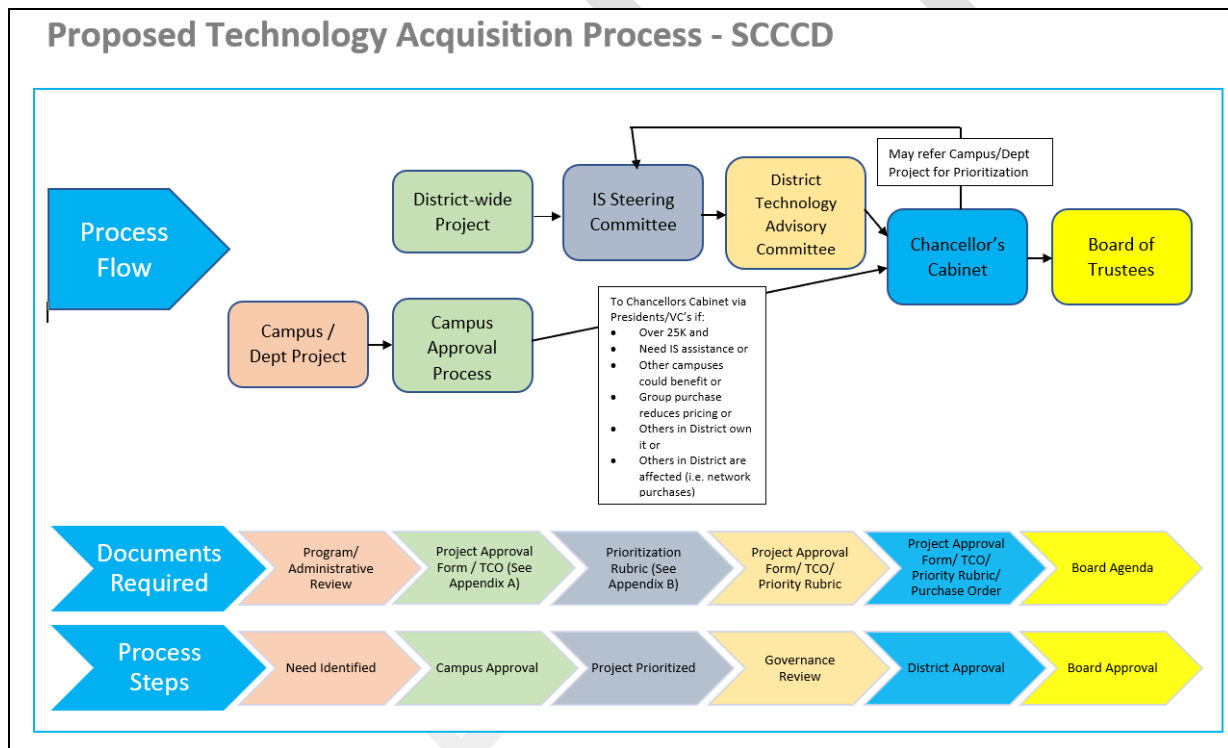 Proposed Technology Acquisition Process - SCCCD
Process
Flow
District-wide
Project
IS Steering
Committee
District
Technology
Advisory
Committee
May refer Campus/Dept
Project for Prioritization
Chancellor's
Cabinet
Board of
Trustees
Campus /
Dept Project
Campus
Approval
Process
To Chancellors Cabinet via
Presidents/VC's if:
• Over 25K and
• Need IS assistance or
• Other campuses
could benefit or
• Group purchase
reduces pricing or
• Others in District own
it or
• Others in District are
affected (i.e. network
purchases)
Documents
Required
Program/
Administrative
Review
Project Approval
Form / TCO (See
Appendix A)
Prioritization
Rubric (See
Appendix B)
Project Approval
Form/ TCO/
Priority Rubric
Project Approval
Form/ TCO/
Priority Rubric/
Purchase Order
Board Agenda
Process
Steps
Need Identified
Campus Approval
Project Prioritized
Governance
Review
District Approval
Board Approval